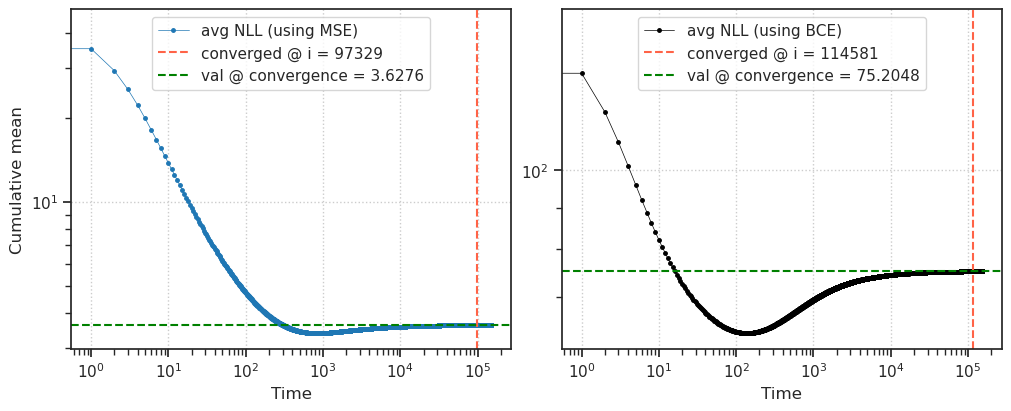 avg NLL (using MSE)
converged @ i = 97329
val @ convergence = 3.6276
Cumulative mean
10¹
10⁰
10¹
10²
10³
10⁴
10⁵
Time
avg NLL (using BCE)
converged @ i = 114581
val @ convergence = 75.2048
10²
10⁰
10¹
10²
10³
10⁴
10⁵
Time